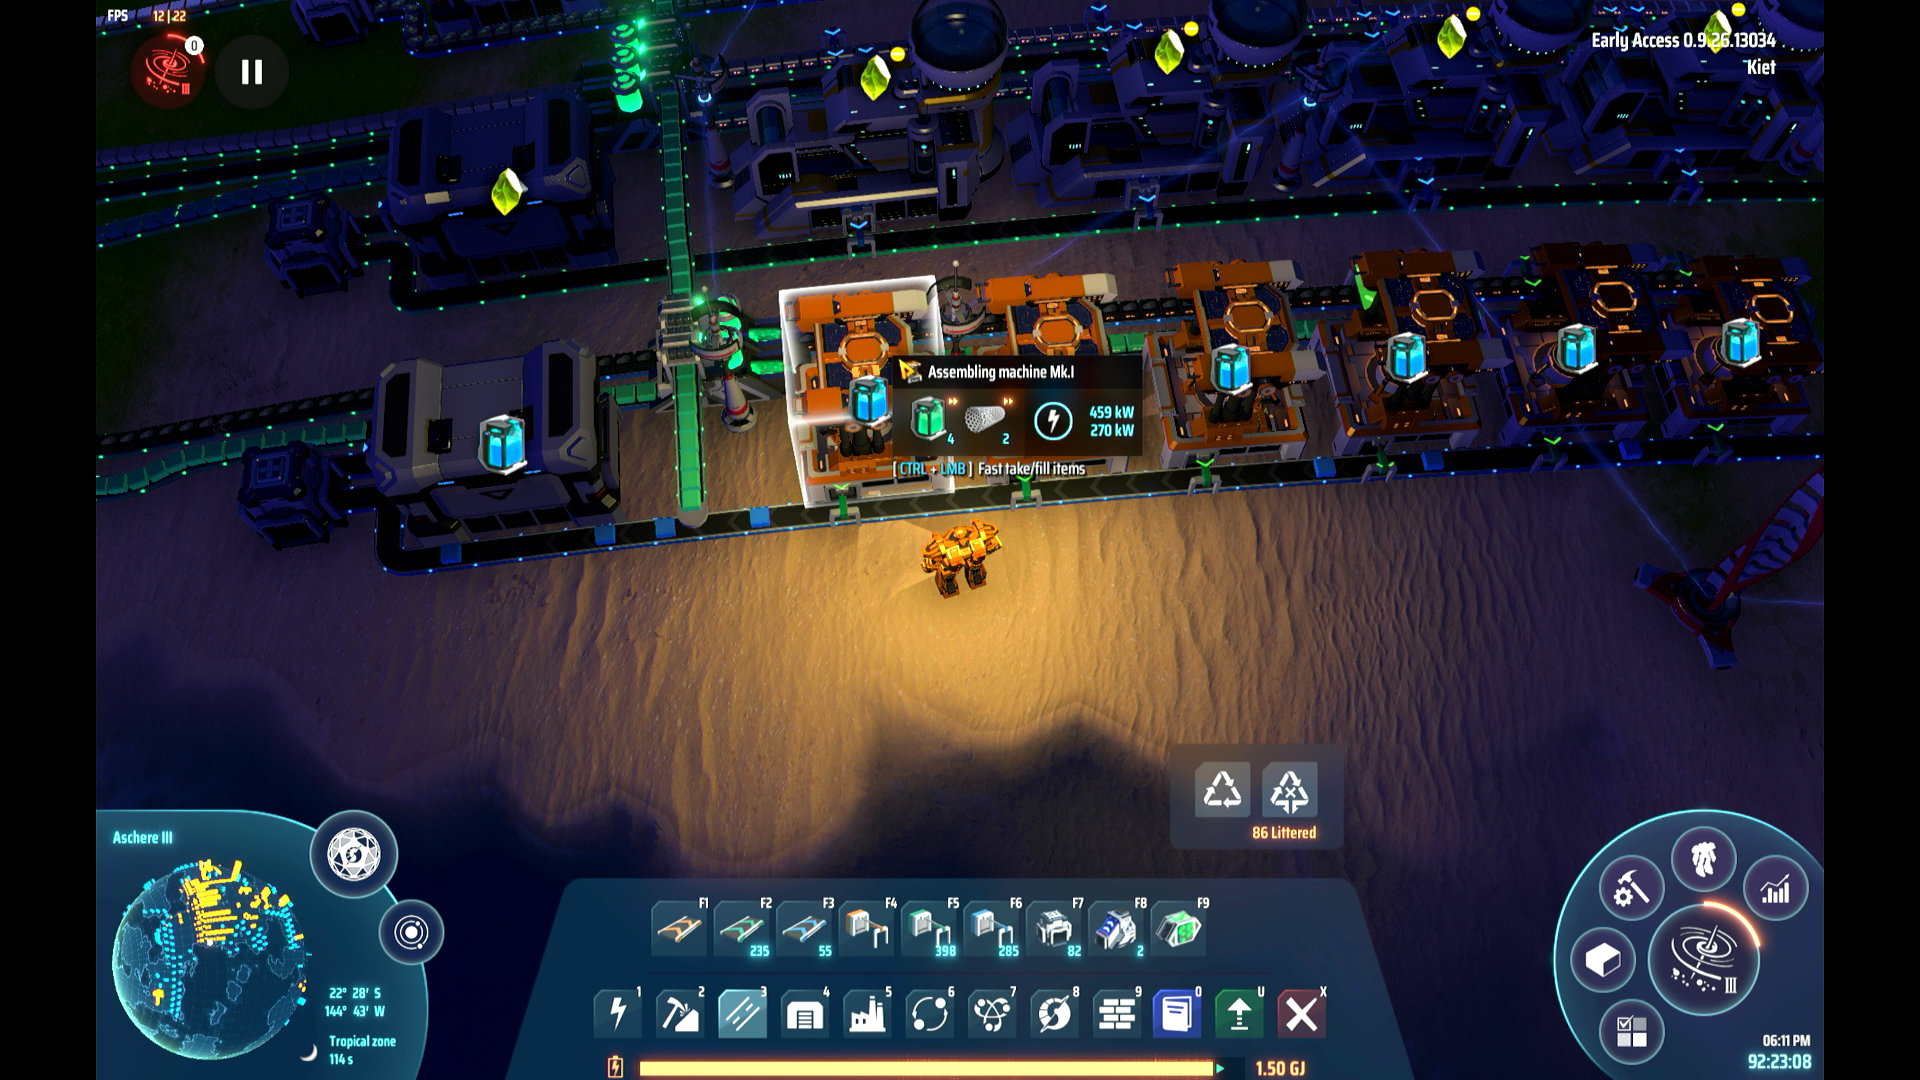 FPS
12|22
0
III
Early Access 0.9.26.13034
Kiet
Assembling machine Mk.I
4
2
459 kW
270 kW
[ CTRL + LMB ] Fast take/fill items
86 Littered
Aschere III
22° 28' S
144° 43' W
Tropical zone
114 s
F1
F2
F3
F4
F5
F6
F7
F8
F9
235
55
398
285
82
2
1
2
3
4
5
6
7
8
9
0
U
X
1.50 GJ
III
06:11 PM
92:23:08